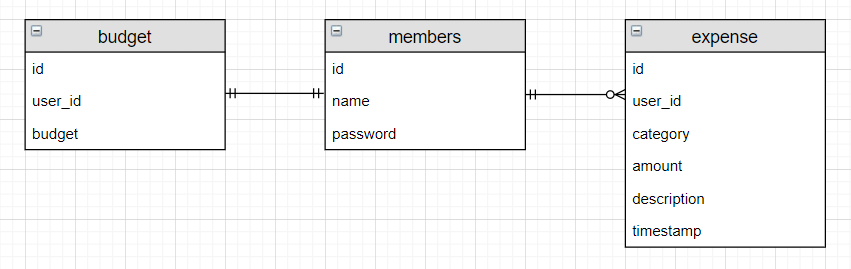 budget
id
user_id
budget
members
id
name
password
expense
id
user_id
category
amount
description
timestamp